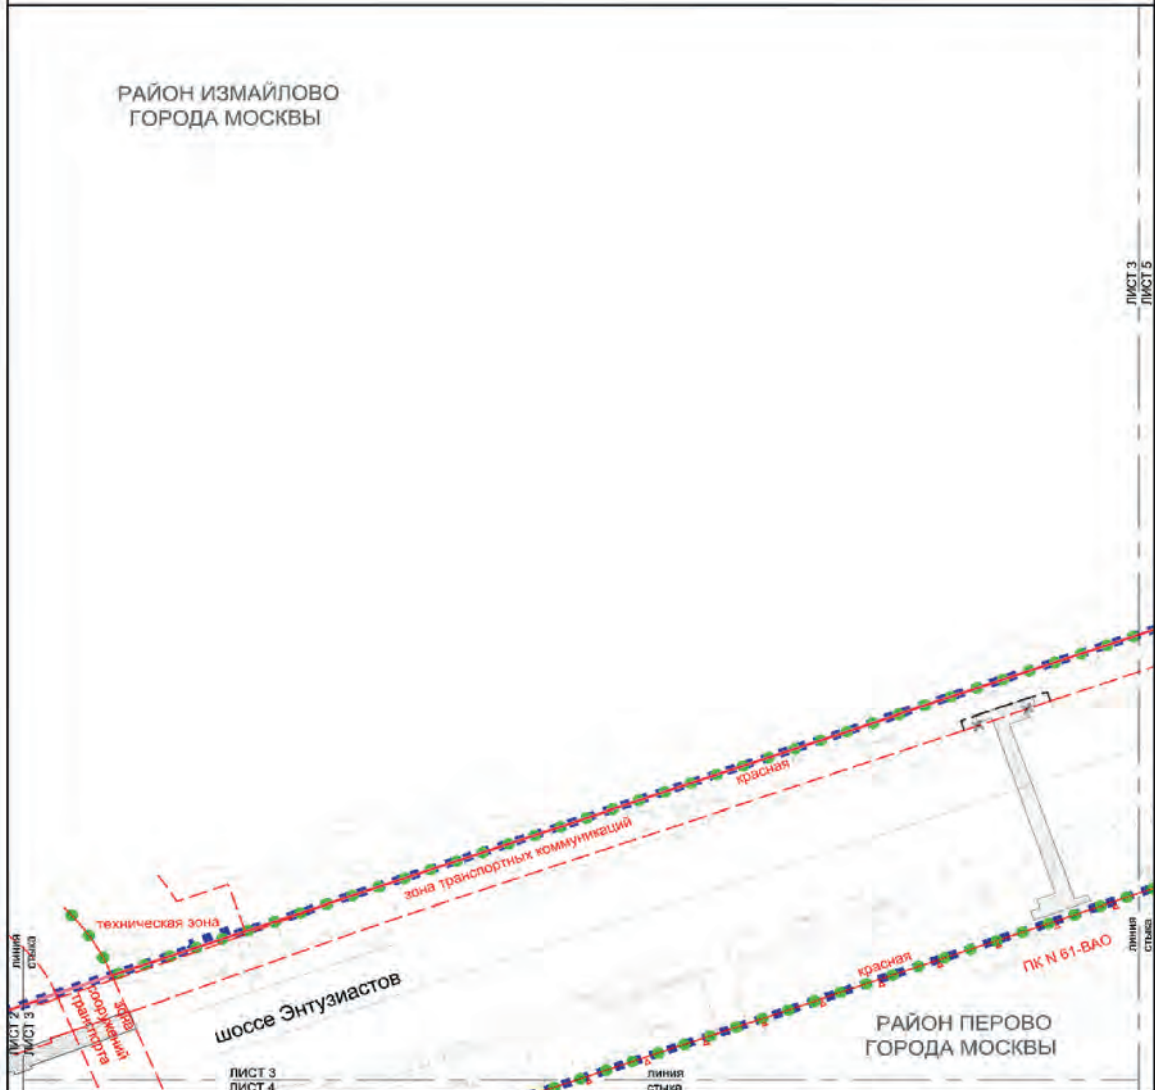 РАЙОН ИЗМАЙЛОВО
ГОРОДА МОСКВЫ
ЛИСТ 3
ЛИСТ 5
красная
зона транспортных коммуникаций
техническая зона
линия
стыка
ЛИСТ 2
ЛИСТ 3
зона
сооружений
транспорта
шоссе Энтузиастов
красная
ПК N 61-ВАО
линия
стыка
РАЙОН ПЕРОВО
ГОРОДА МОСКВЫ
ЛИСТ 3
ЛИСТ 4
линия
стыка